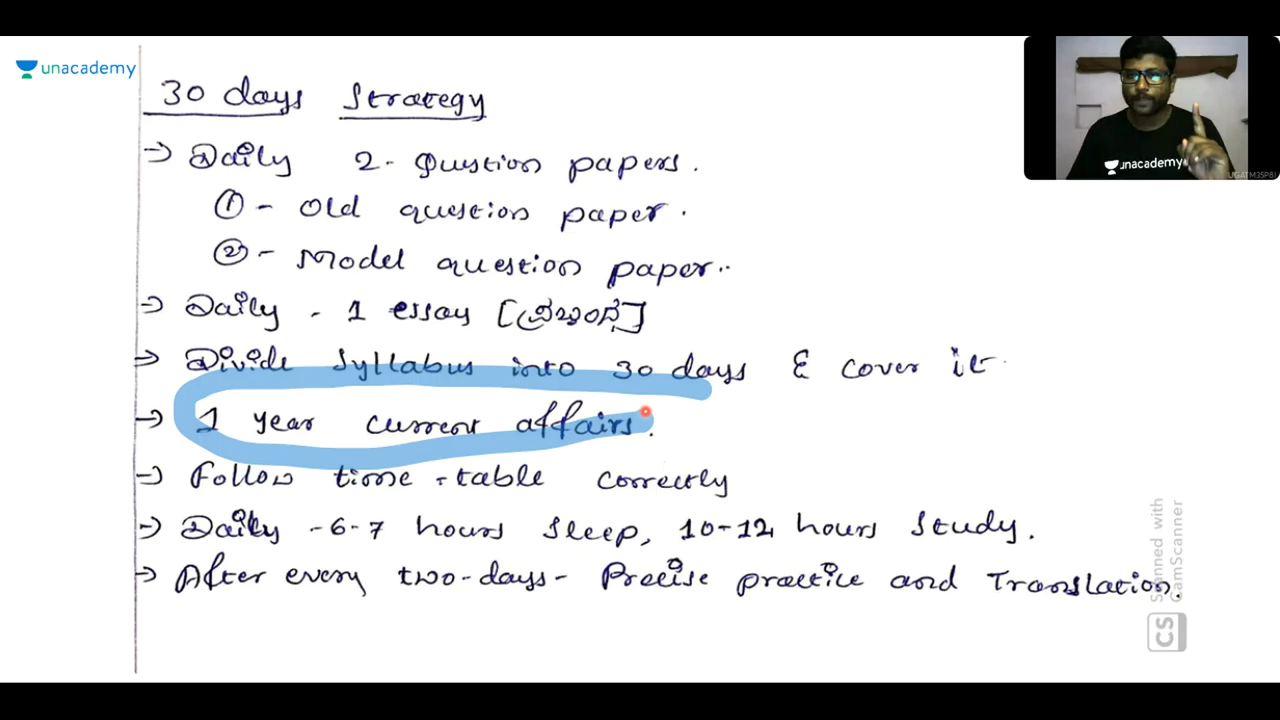 unacademy
30 days Strategy
→ Daily 2- Question papers.
① - Old question paper.
② - Model question paper..
→ Daily - 1 essay [ಪ್ರಬಂಧ]
→ Divide Syllabus into 30 days & cover it.
→ 1 year current affairs.
→ Follow time-table correctly
→ Daily -6-7 hours Sleep, 10-12 hours Study.
→ After every two-days- Precise practice and Translation.
unacademy
UGATM3SP8I
Scanned with
CamScanner
CS